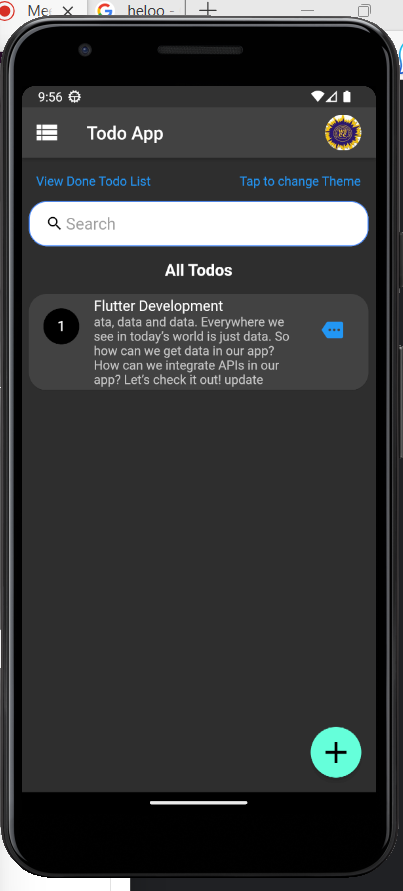 Me
heloo -
9:56
Todo App
View Done Todo List
Tap to change Theme
Search
All Todos
1
Flutter Development
ata, data and data. Everywhere we
see in today's world is just data. So
how can we get data in our app?
How can we integrate APIs in our
app? Let's check it out! update